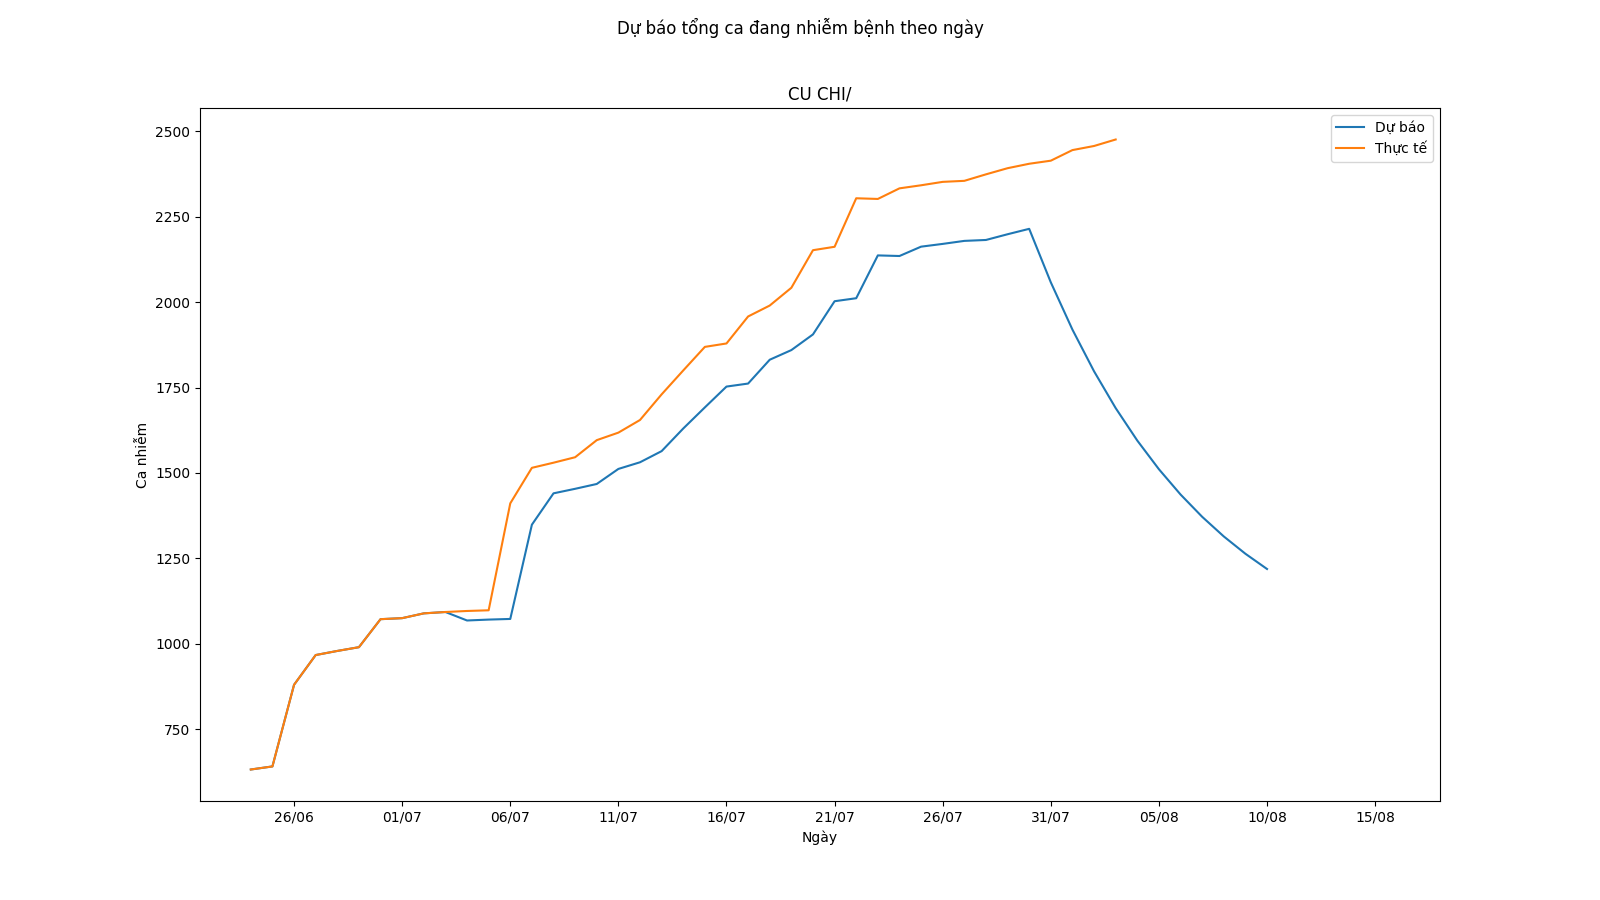 Dự báo tổng ca đang nhiễm bệnh theo ngày
CU CHI/
Dự báo
Thực tế
2500
2250
2000
1750
1500
1250
1000
750
Ca nhiễm
26/06 01/07 06/07 11/07 16/07 21/07 26/07 31/07 05/08 10/08 15/08
Ngày